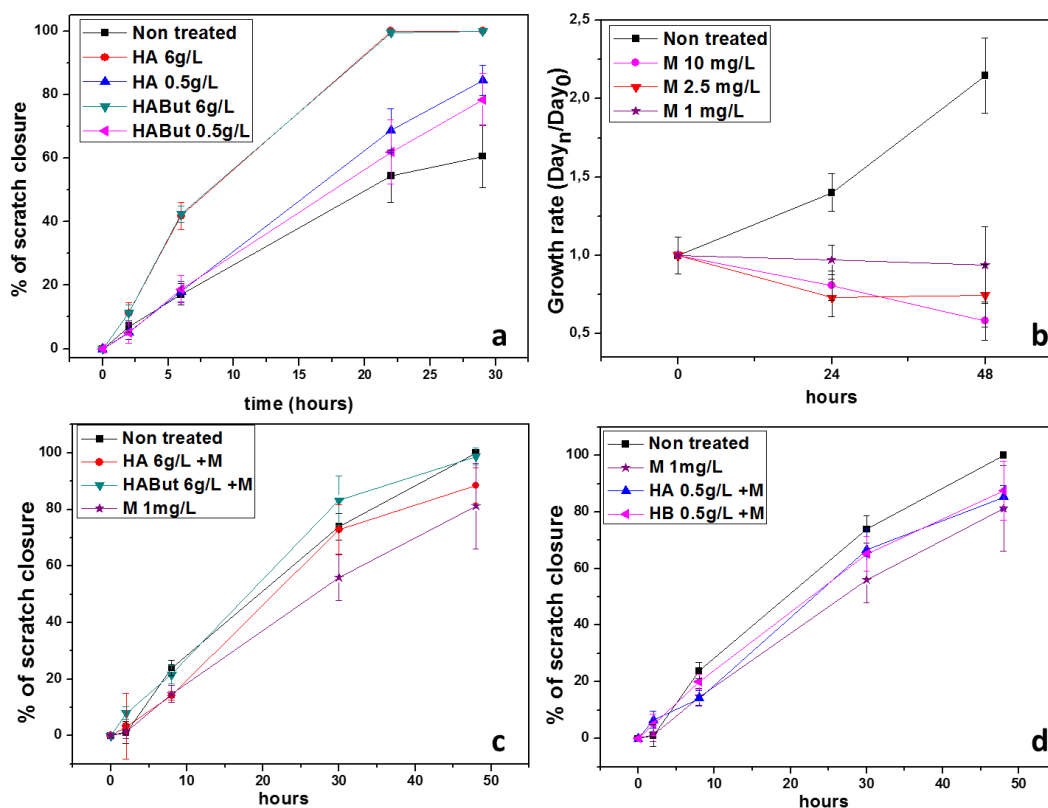 % of scratch closure
100
80
60
40
20
0
Non treated
HA 6g/L
HA 0.5g/L
HABut 6g/L
HABut 0.5g/L
a
0 5 10 15 20 25 30
time (hours)
Growth rate (Dayn/Day0)
2,5
2,0
1,5
1,0
0,5
Non treated
M 10 mg/L
M 2.5 mg/L
M 1 mg/L
b
0 24 48
hours
% of scratch closure
100
80
60
40
20
0
Non treated
HA 6g/L +M
HABut 6g/L +M
M 1mg/L
c
0 10 20 30 40 50
hours
% of scratch closure
100
80
60
40
20
0
Non treated
M 1mg/L
HA 0.5g/L +M
HB 0.5g/L +M
d
0 10 20 30 40 50
hours